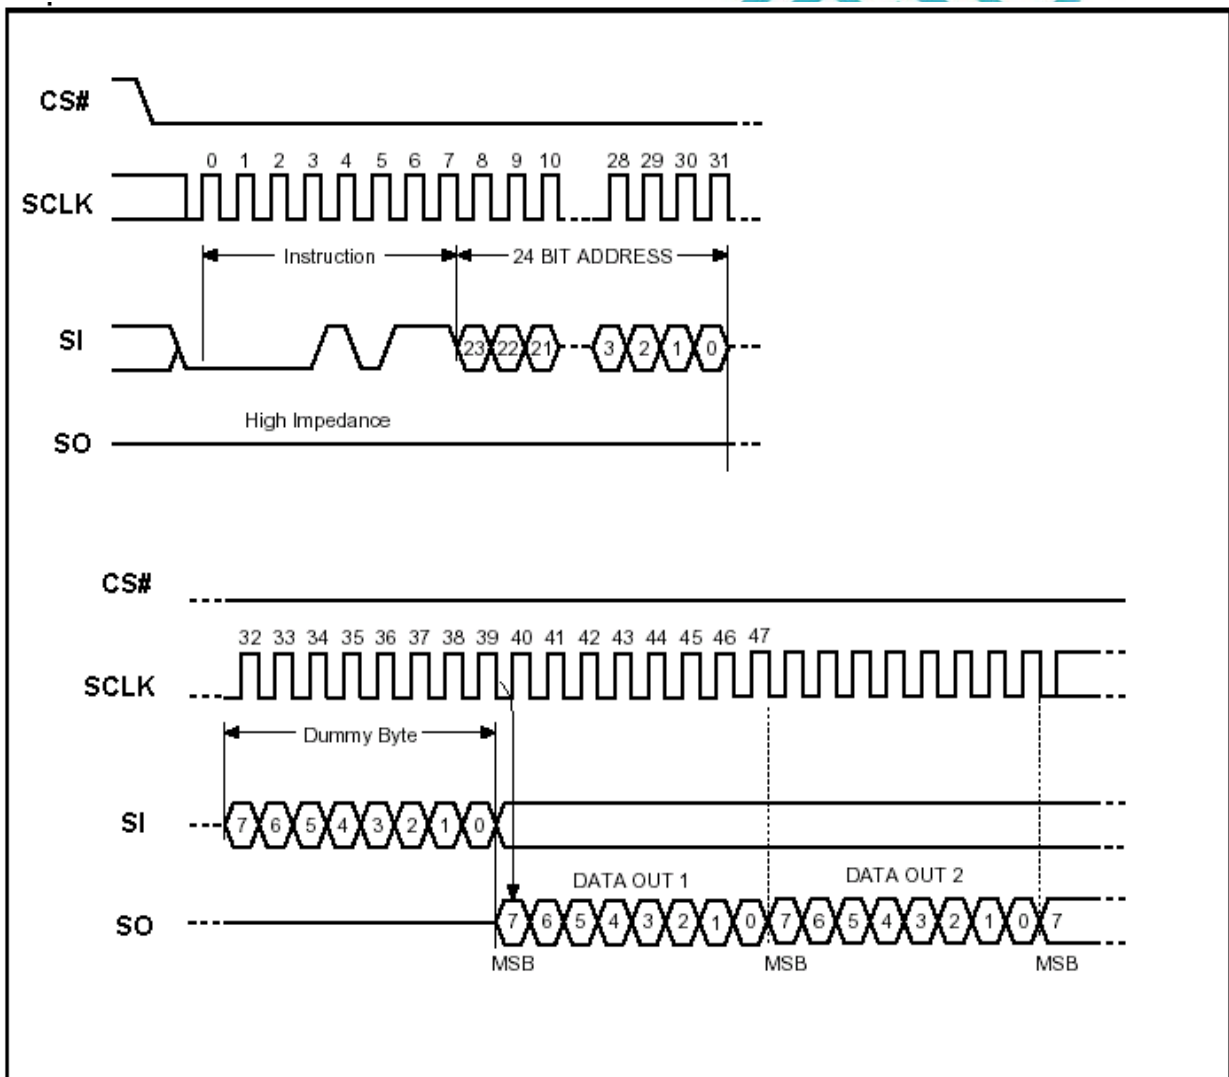 CS#
0 1 2 3 4 5 6 7 8 9 10 28 29 30 31
SCLK
Instruction 24 BIT ADDRESS
SI
23 22 21 3 2 1 0
High Impedance
SO
CS#
32 33 34 35 36 37 38 39 40 41 42 43 44 45 46 47
SCLK
Dummy Byte
SI
7 6 5 4 3 2 1 0
DATA OUT 1 DATA OUT 2
SO
7 6 5 4 3 2 1 0 7 6 5 4 3 2 1 0 7
MSB MSB MSB